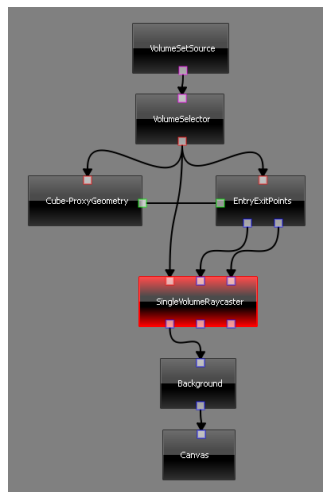 VolumeSetSource
VolumeSelector
Cube-ProxyGeometry
EntryExitPoints
SingleVolumeRaycaster
Background
Canvas